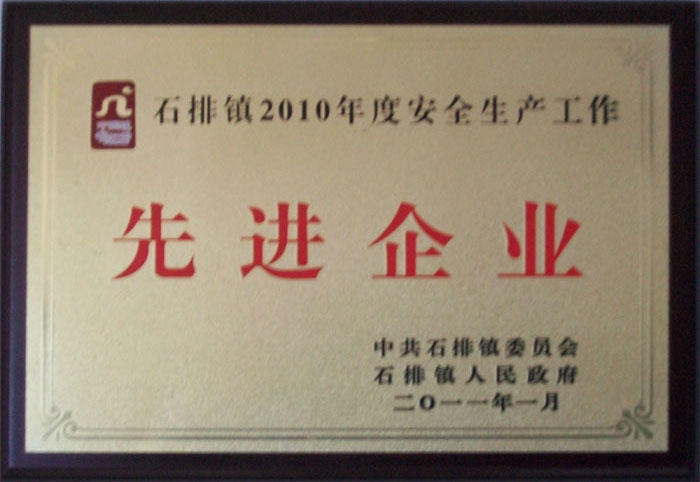 石排镇2010年度安全生产工作
先进企业
中共石排镇委员会
石排镇人民政府
二〇一一年一月